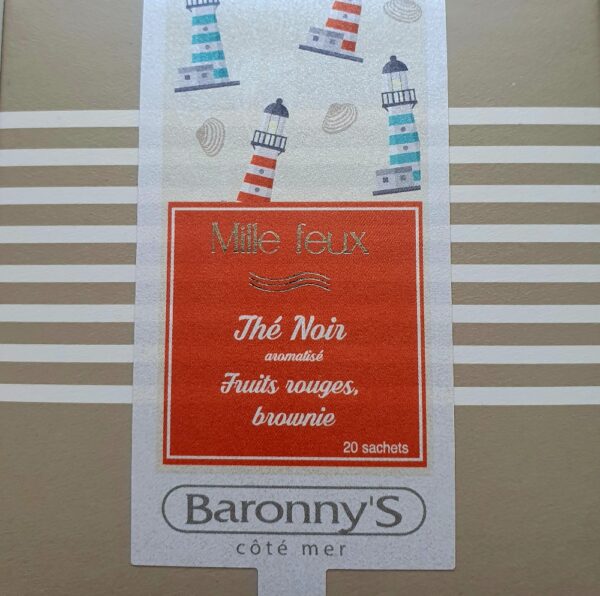 Mille feux
Thé Noir
aromatisé
Fruits rouges,
brownie
20 sachets
Baronny'S
côté mer